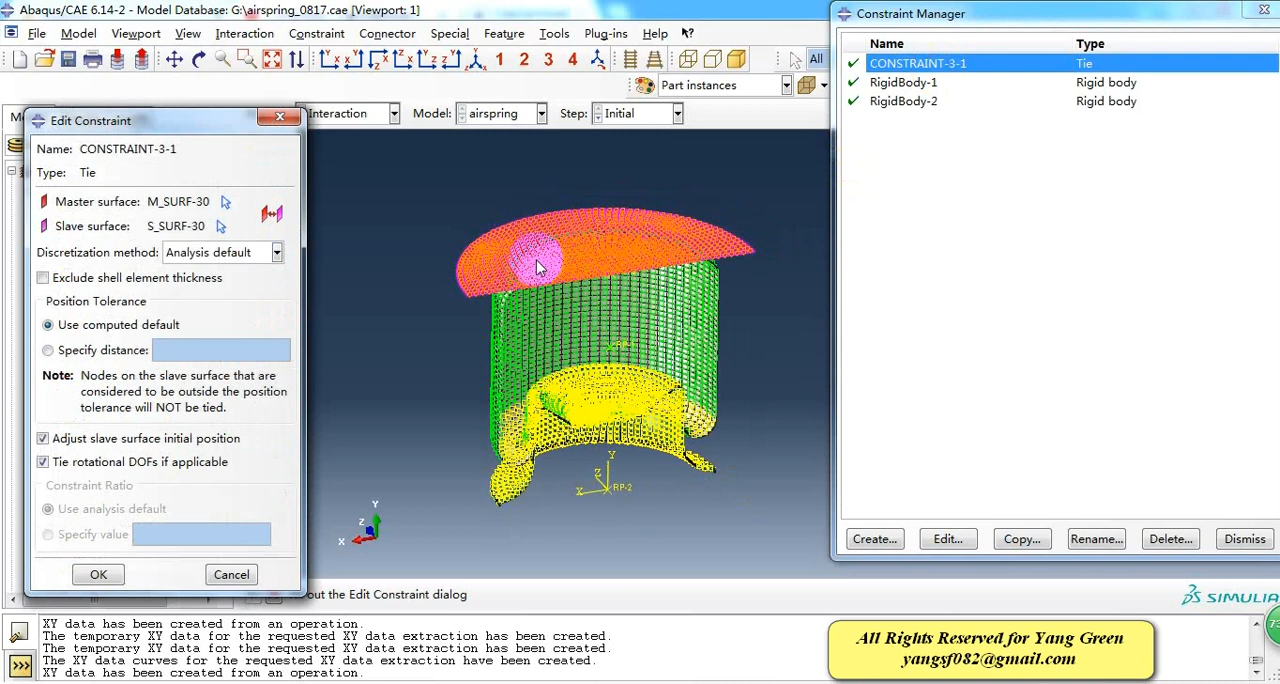 Abaqus/CAE 6.14-2 - Model Database: G:\airspring_0817.cae [Viewport: 1]
File Model Viewport View Interaction Constraint Connector Special Feature Tools Plug-ins Help
1 2 3 4 All
Part instances
Interaction Model: airspring Step: Initial
Edit Constraint
Name: CONSTRAINT-3-1
Type: Tie
Master surface: M_SURF-30
Slave surface: S_SURF-30
Discretization method: Analysis default
Exclude shell element thickness
Position Tolerance
Use computed default
Specify distance:
Note: Nodes on the slave surface that are
considered to be outside the position
tolerance will NOT be tied.
Adjust slave surface initial position
Tie rotational DOFs if applicable
Constraint Ratio
Use analysis default
Specify value
OK Cancel
RP-1
Y
Z
X RP-2
Y
Z
X
Constraint Manager
Name Type
CONSTRAINT-3-1 Tie
RigidBody-1 Rigid body
RigidBody-2 Rigid body
Create... Edit... Copy... Rename... Delete... Dismiss
out the Edit Constraint dialog
SIMULIA
XY data has been created from an operation.
The temporary XY data for the requested XY data extraction has been created.
The temporary XY data for the requested XY data extraction has been created.
The XY data curves for the requested XY data extraction have been created.
XY data has been created from an operation.
All Rights Reserved for Yang Green
yangsf082@gmail.com